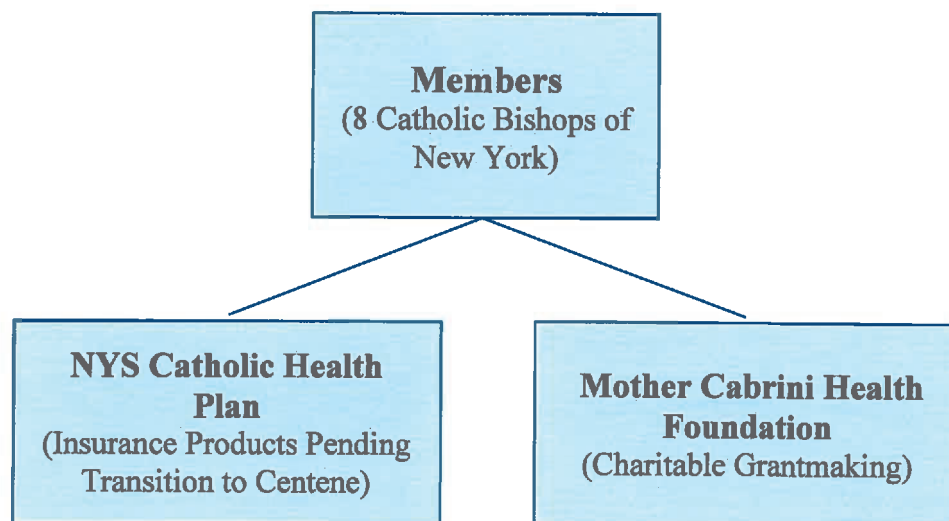 Members
(8 Catholic Bishops of
New York)
NYS Catholic Health
Plan
(Insurance Products Pending
Transition to Centene)
Mother Cabrini Health
Foundation
(Charitable Grantmaking)